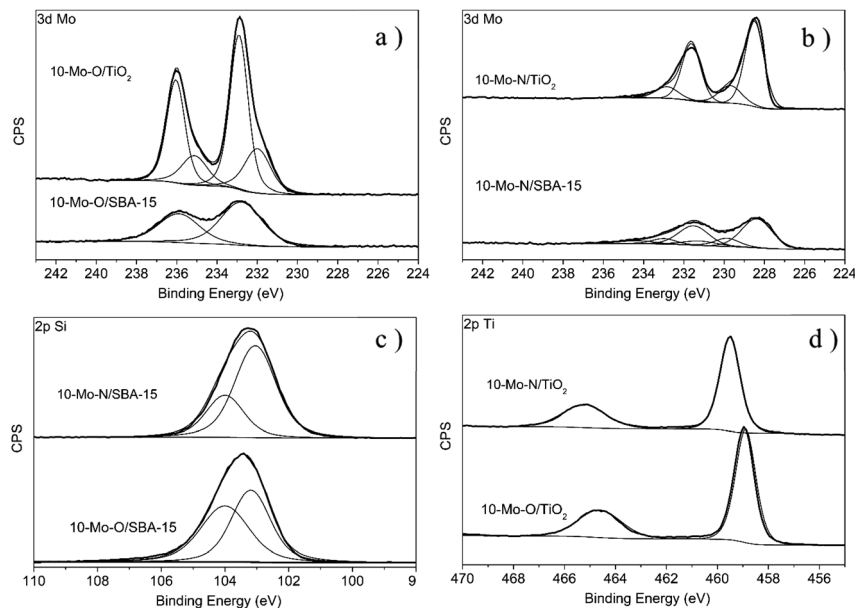 3d Mo
a )
10-Mo-O/TiO2
10-Mo-O/SBA-15
CPS
242 240 238 236 234 232 230 228 226 224
Binding Energy (eV)
3d Mo
b )
10-Mo-N/TiO2
10-Mo-N/SBA-15
CPS
242 240 238 236 234 232 230 228 226 224
Binding Energy (eV)
2p Si
c )
10-Mo-N/SBA-15
10-Mo-O/SBA-15
CPS
110 108 106 104 102 100 9
Binding Energy (eV)
2p Ti
d )
10-Mo-N/TiO2
10-Mo-O/TiO2
CPS
470 468 466 464 462 460 458 456
Binding Energy (eV)